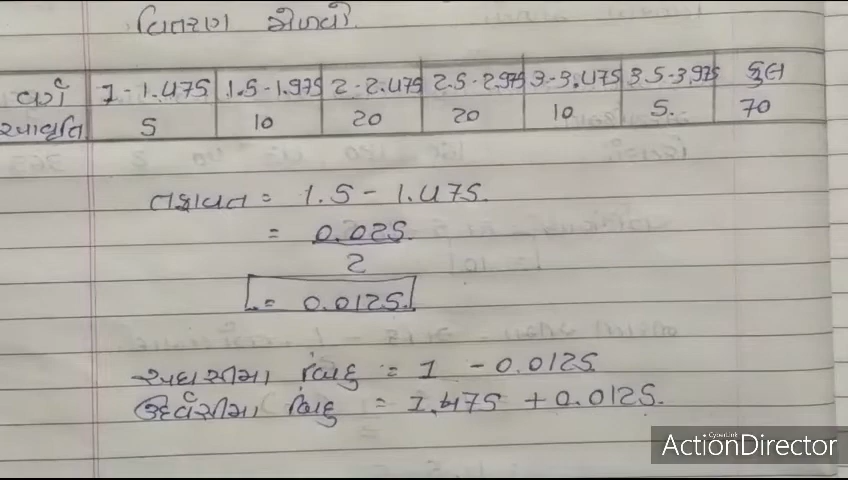 વિતરણ મેળવો.
વર્ગ 1-1.475 1.5-1.975 2-2.475 2.5-2.975 3-3.475 3.5-3.975 કુલ
આવૃત્તિ 5 10 20 20 10 5. 70
તફાવત = 1.5 - 1.475.
= 0.025
2
= 0.0125
અધઃસીમા બિંદુ = 1 - 0.0125
ઉર્ધ્વસીમા બિંદુ = 1.475 + 0.0125.
CyberLink
ActionDirector